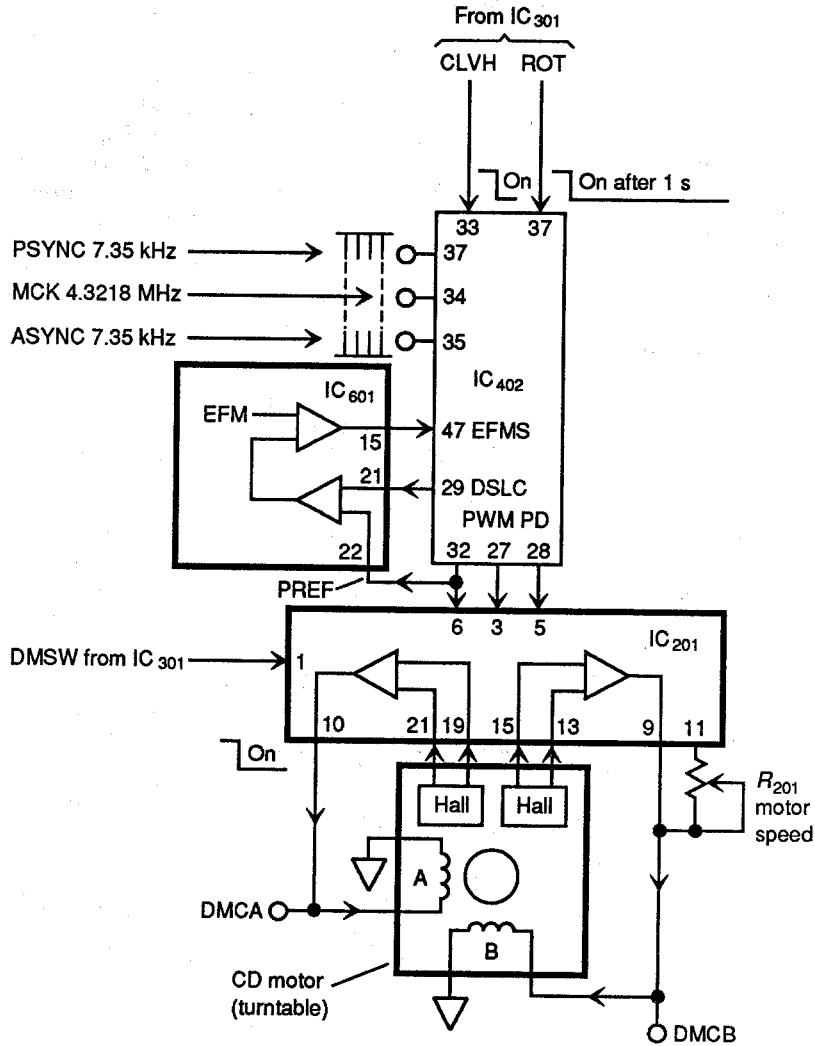 From IC301
CLVH ROT
On
On after 1 s
33 37
PSYNC 7.35 kHz
37
MCK 4.3218 MHz
34
ASYNC 7.35 kHz
35
IC402
IC601
EFM
15
47 EFMS
21
29 DSLC
PWM PD
22
32 27 28
PREF
6 3 5
IC201
DMSW from IC301
1
10 21 19 15 13 9 11
On
Hall Hall
R201
motor
speed
A
DMCA
B
CD motor
(turntable)
DMCB